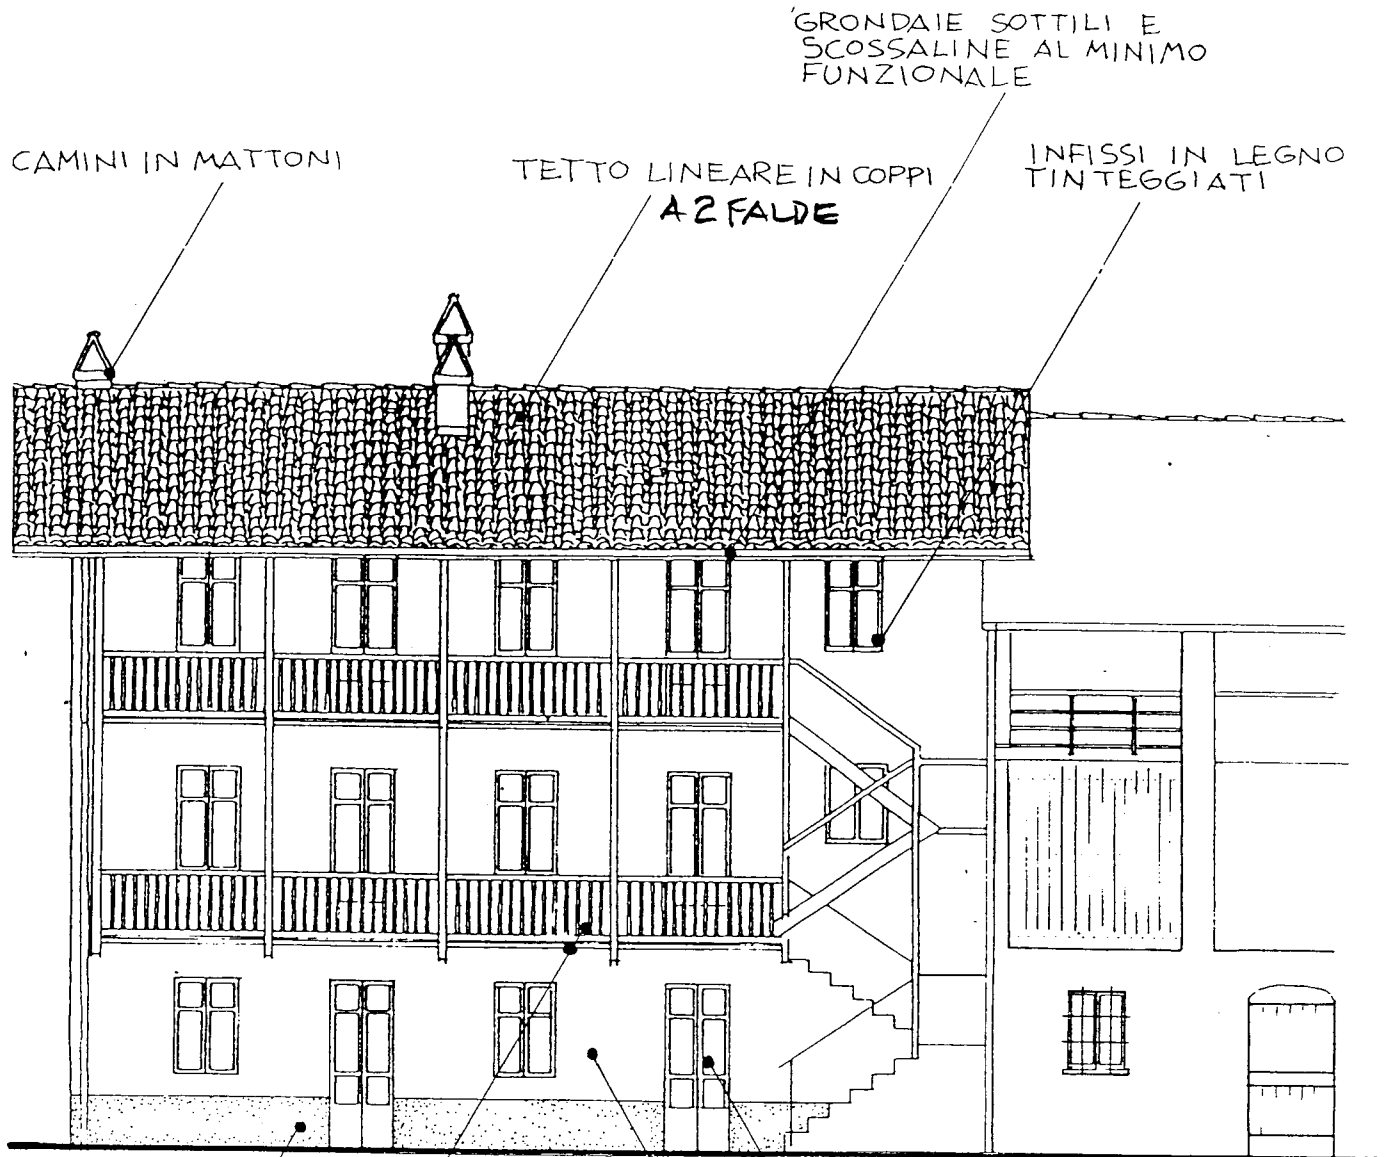 GRONDAIE SOTTILI E
SCOSSALINE AL MINIMO
FUNZIONALE
CAMINI IN MATTONI
TETTO LINEARE IN COPPI
A 2 FALDE
INFISSI IN LEGNO
TINTEGGIATI